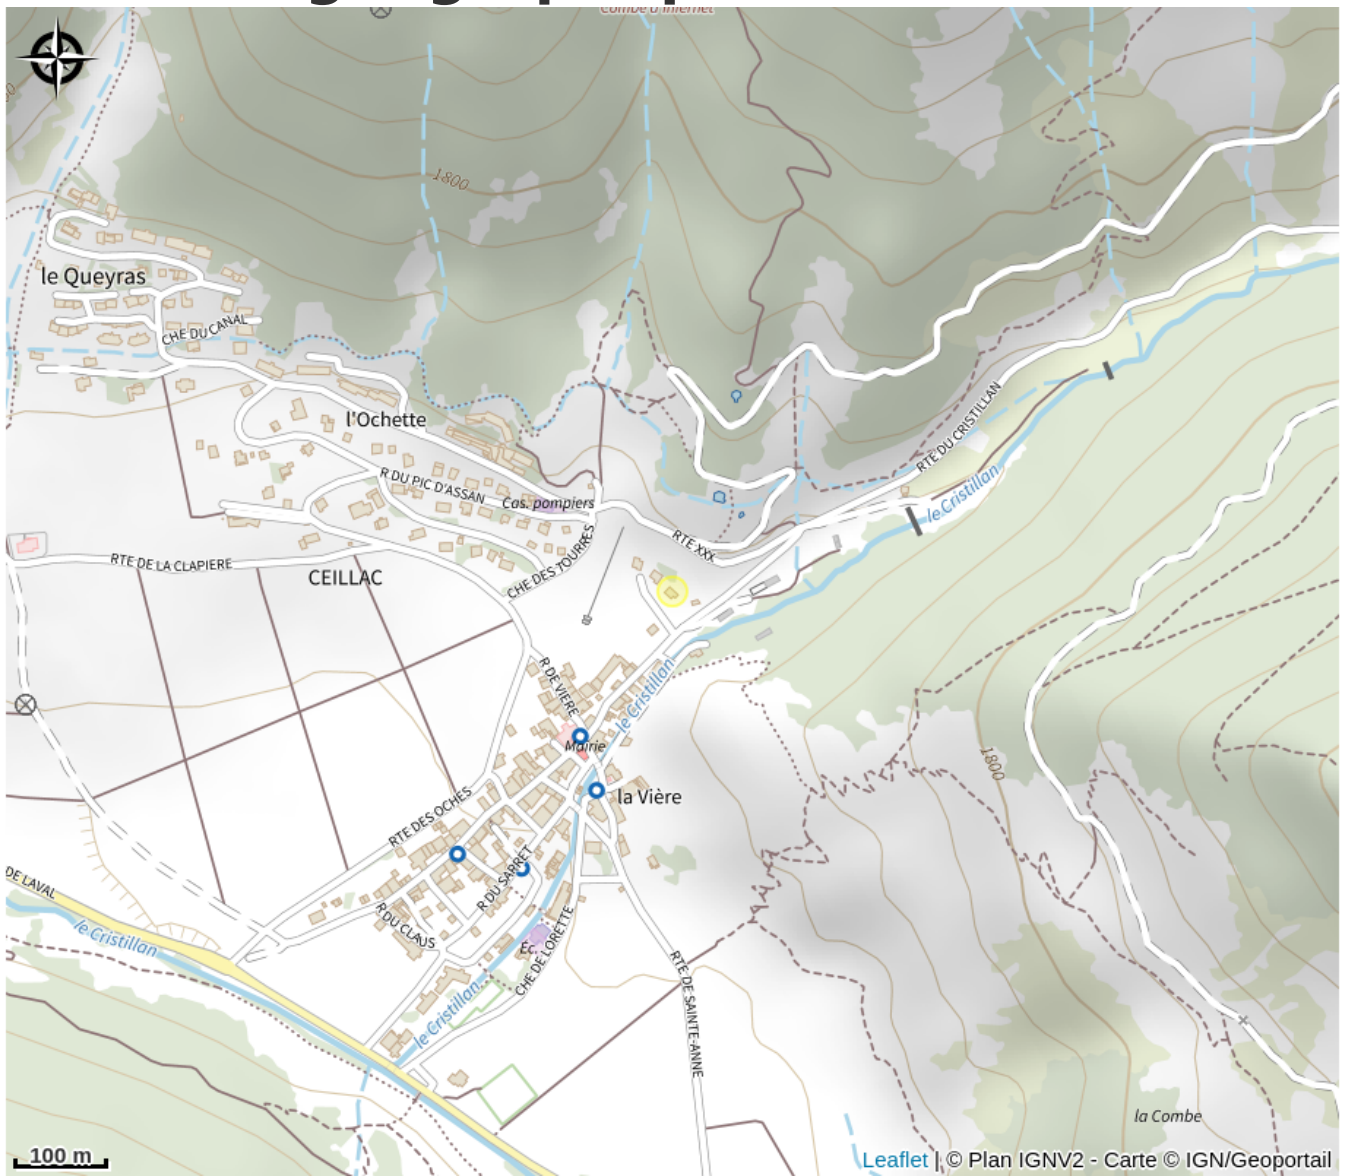 Combe d'Infernet
1800
le Queyras
CHE DU CANAL
l'Ochette
RTE DU CRISTILLAN
R DU PIC D'ASSAN
Cas. pompiers
le Cristillan
RTE XXX
CHE DES TOURRES
RTE DE LA CLAPIERE
CEILLAC
R DE VIERE
le Cristillan
Mairie
1800
la Vière
RTE DES OCHES
R DU SARRET
DE LAVAL
R DU CLAUS
le Cristillan
Éc.
CHE DE LORETTE
RTE DE SAINTE-ANNE
le Cristillan
la Combe
100 m
Leaflet | © Plan IGNV2 - Carte © IGN/Geoportail